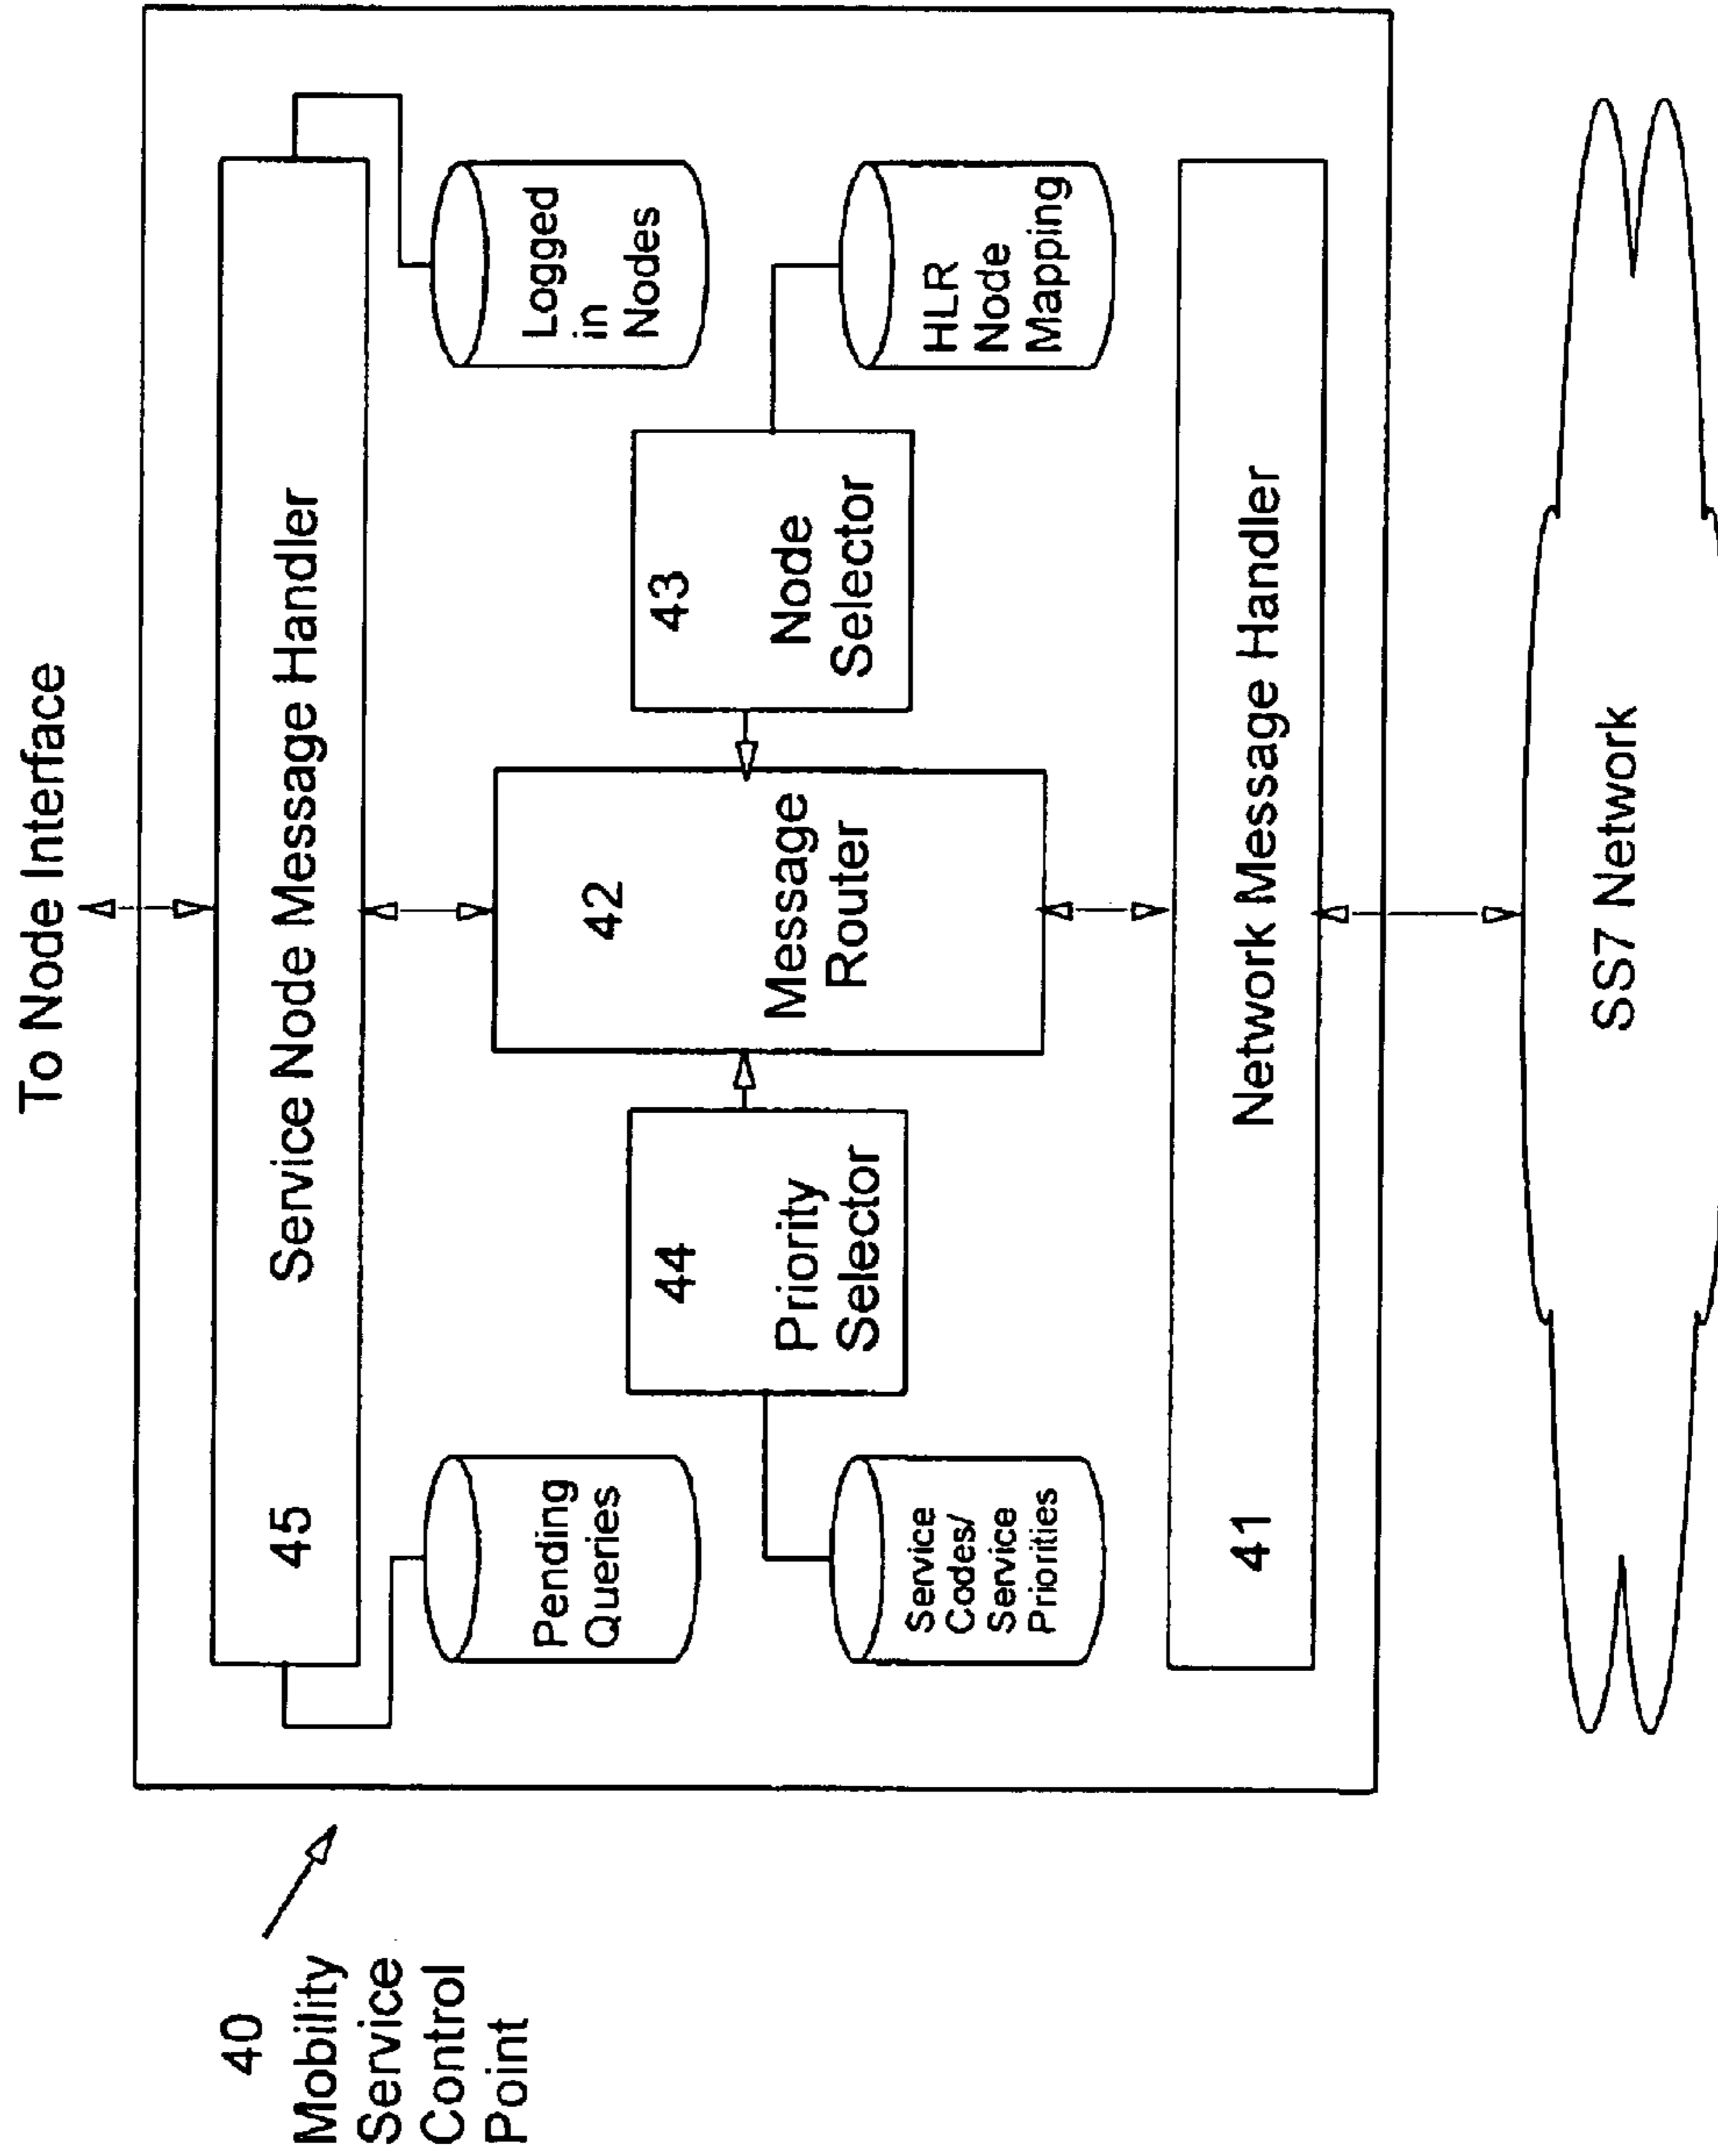 To Node Interface
40
Mobility
Service
Control
Point
45
Service Node Message Handler
Pending
Queries
Logged
in
Nodes
44
Priority
Selector
42
Message
Router
43
Node
Selector
Service
Codes/
Service
Priorities
HLR
Node
Mapping
41
Network Message Handler
SS7 Network